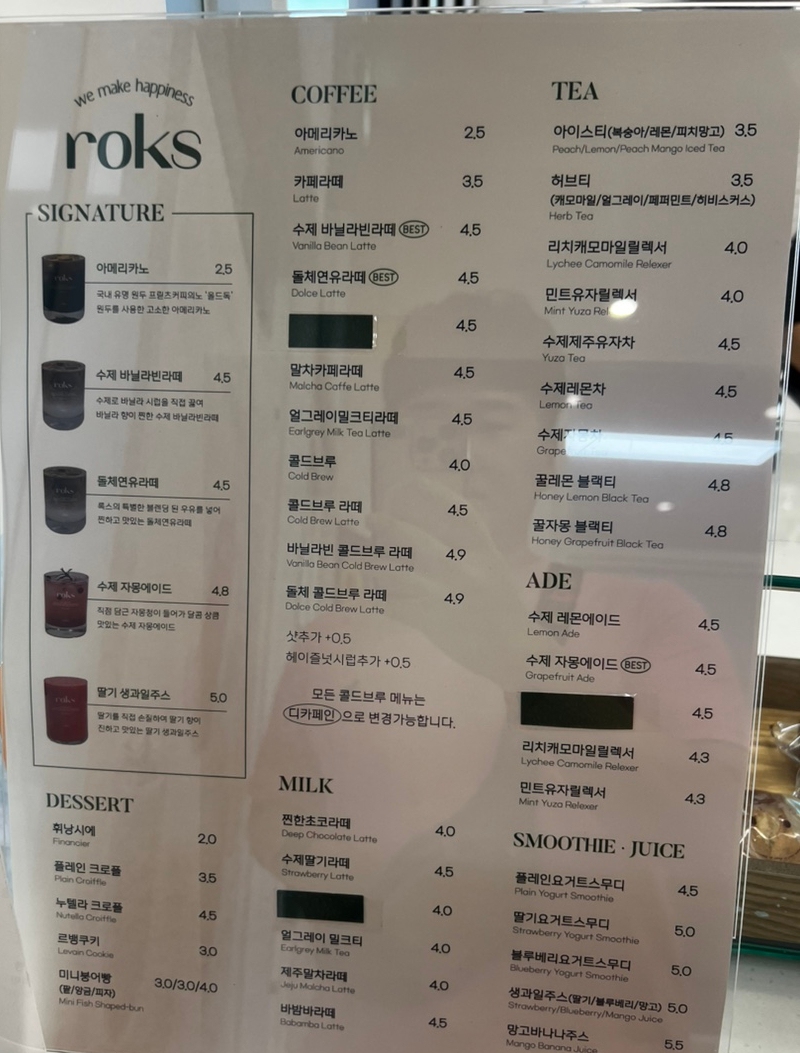 we make happiness
roks
SIGNATURE
아메리카노 2.5
국내 유명 원두 프릳츠커피의노 '올드독'
원두를 사용한 고소한 아메리카노
수제 바닐라빈라떼 4.5
수제로 바닐라 시럽을 직접 끓여
바닐라 향이 찐한 수제 바닐라빈라떼
돌체연유라떼 4.5
록스의 특별한 블렌딩 된 우유를 넣어
찐하고 맛있는 돌체연유라떼
수제 자몽에이드 4.8
직접 담근 자몽청이 들어가 달콤 상큼
맛있는 수제 자몽에이드
딸기 생과일주스 5.0
딸기를 직접 손질하여 딸기 향이
진하고 맛있는 딸기 생과일주스
DESSERT
휘낭시에 2.0
Financier
플레인 크로플 3.5
Plain Croiffle
누텔라 크로플 4.5
Nutella Croiffle
르뱅쿠키 3.0
Levain Cookie
미니붕어빵 3.0/3.0/4.0
(팥/앙금/피자)
Mini Fish Shaped-bun
COFFEE
아메리카노 2.5
Americano
카페라떼 3.5
Latte
수제 바닐라빈라떼 BEST 4.5
Vanilla Bean Latte
돌체연유라떼 BEST 4.5
Dolce Latte
4.5
말차카페라떼 4.5
Malcha Caffe Latte
얼그레이밀크티라떼 4.5
Earlgrey Milk Tea Latte
콜드브루 4.0
Cold Brew
콜드브루 라떼 4.5
Cold Brew Latte
바닐라빈 콜드브루 라떼 4.9
Vanilla Bean Cold Brew Latte
돌체 콜드브루 라떼 4.9
Dolce Cold Brew Latte
샷추가 +0.5
헤이즐넛시럽추가 +0.5
모든 콜드브루 메뉴는
디카페인으로 변경가능합니다.
MILK
찐한초코라떼 4.0
Deep Chocolate Latte
수제딸기라떼 4.5
Strawberry Latte
4.0
얼그레이 밀크티 4.0
Earlgrey Milk Tea
제주말차라떼 4.0
Jeju Malcha Latte
바밤바라떼 4.5
Babamba Latte
TEA
아이스티(복숭아/레몬/피치망고) 3.5
Peach/Lemon/Peach Mango Iced Tea
허브티 3.5
(캐모마일/얼그레이/페퍼민트/히비스커스)
Herb Tea
리치캐모마일릴렉서 4.0
Lychee Camomile Relexer
민트유자릴렉서 4.0
Mint Yuza Rel
수제제주유자차 4.5
Yuza Tea
수제레몬차 4.5
Lemon Tea
수제자몽차 4.5
Grape
꿀레몬 블랙티 4.8
Honey Lemon Black Tea
꿀자몽 블랙티 4.8
Honey Grapefruit Black Tea
ADE
수제 레몬에이드 4.5
Lemon Ade
수제 자몽에이드 BEST 4.5
Grapefruit Ade
4.5
리치캐모마일릴렉서 4.3
Lychee Camomile Relexer
민트유자릴렉서 4.3
Mint Yuza Relexer
SMOOTHIE · JUICE
플레인요거트스무디 4.5
Plain Yogurt Smoothie
딸기요거트스무디 5.0
Strawberry Yogurt Smoothie
블루베리요거트스무디 5.0
Blueberry Yogurt Smoothie
생과일주스(딸기/블루베리/망고) 5.0
Strawberry/Blueberry/Mango Juice
망고바나나주스 5.5
Mango Banana Juice